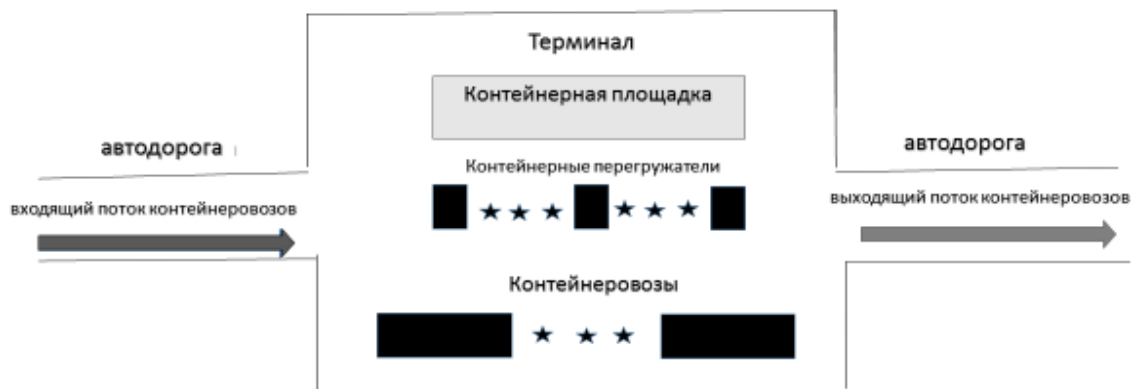 Терминал
Контейнерная площадка
автодорога
автодорога
Контейнерные перегружатели
входящий поток контейнеровозов
выходящий поток контейнеровозов
Контейнеровозы